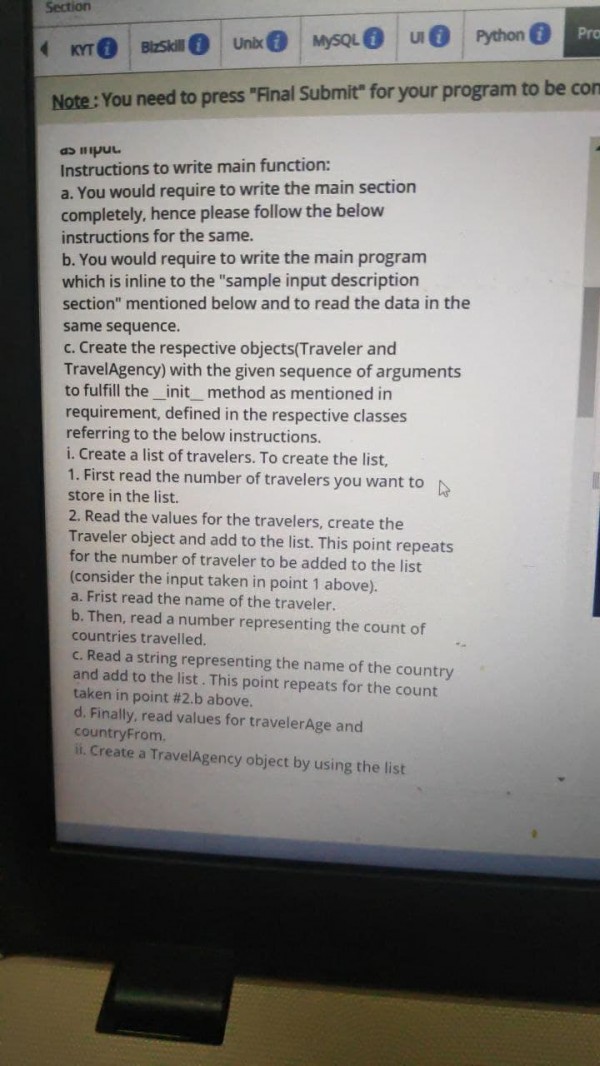 Section
KYT i BizSkill i Unix i MySQL i UI i Python i Pro
Note : You need to press "Final Submit" for your program to be con
as input.
Instructions to write main function:
a. You would require to write the main section
completely, hence please follow the below
instructions for the same.
b. You would require to write the main program
which is inline to the "sample input description
section" mentioned below and to read the data in the
same sequence.
c. Create the respective objects(Traveler and
TravelAgency) with the given sequence of arguments
to fulfill the __init__ method as mentioned in
requirement, defined in the respective classes
referring to the below instructions.
i. Create a list of travelers. To create the list,
1. First read the number of travelers you want to
store in the list.
2. Read the values for the travelers, create the
Traveler object and add to the list. This point repeats
for the number of traveler to be added to the list
(consider the input taken in point 1 above).
a. Frist read the name of the traveler.
b. Then, read a number representing the count of
countries travelled.
c. Read a string representing the name of the country
and add to the list . This point repeats for the count
taken in point #2.b above.
d. Finally, read values for travelerAge and
countryFrom.
ii. Create a TravelAgency object by using the list